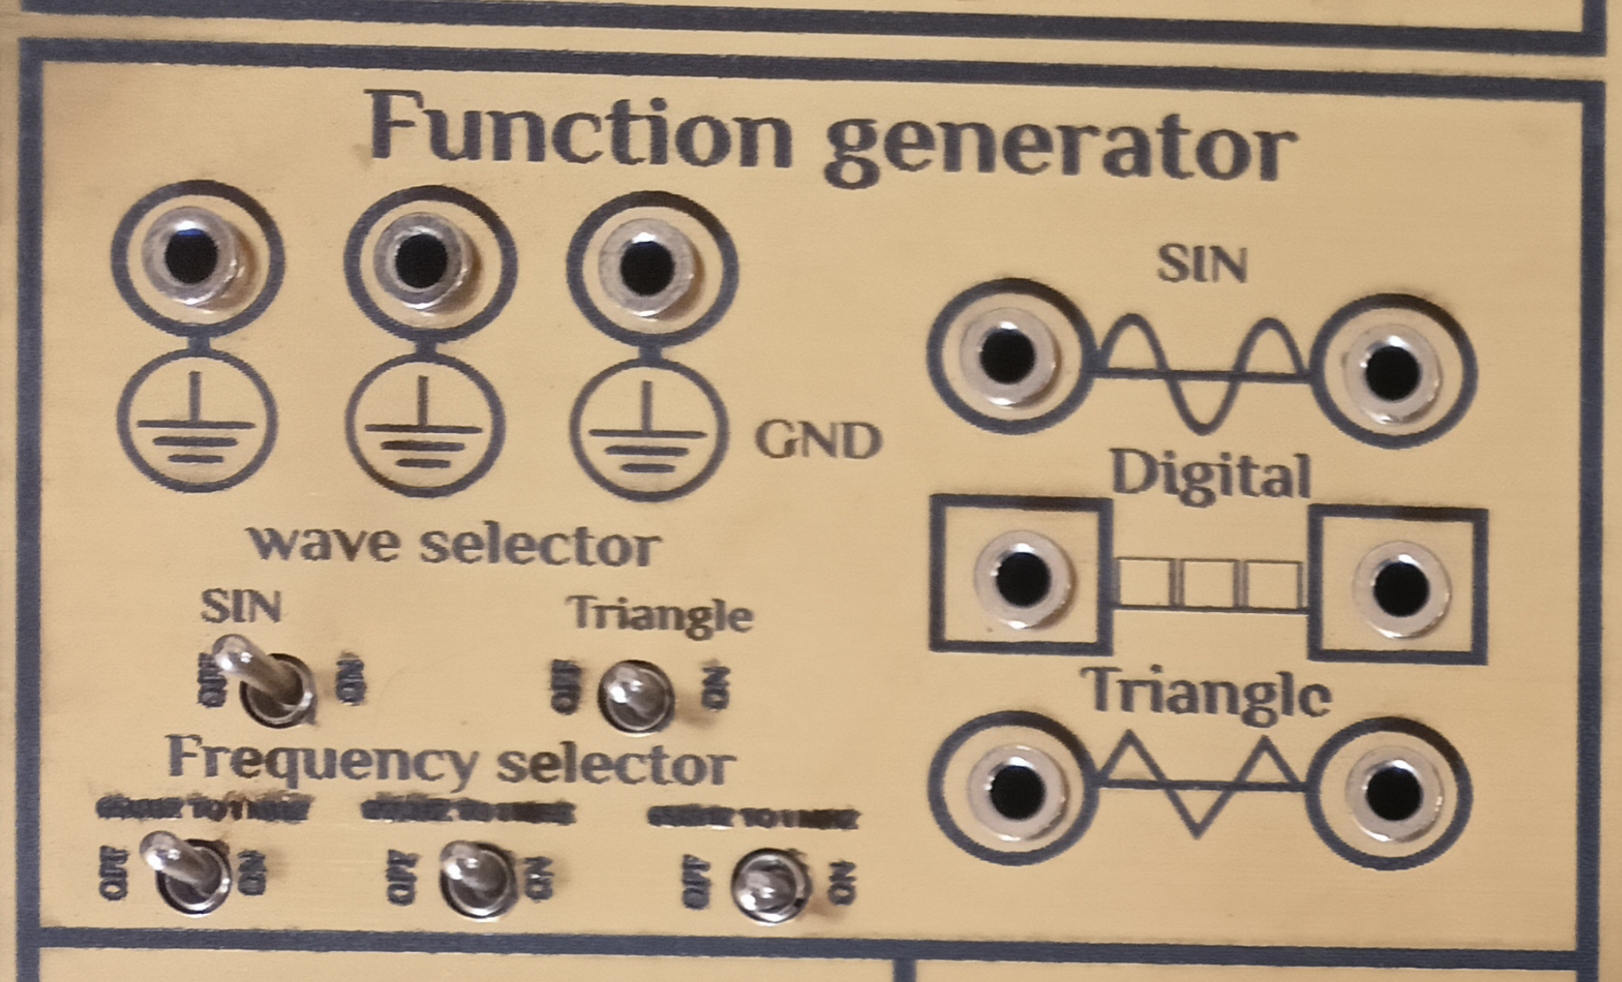 Function generator
SIN
GND
Digital
wave selector
SIN
Triangle
OFF
ON
OFF
ON
Triangle
Frequency selector
OFF
ON
OFF
ON
OFF
ON